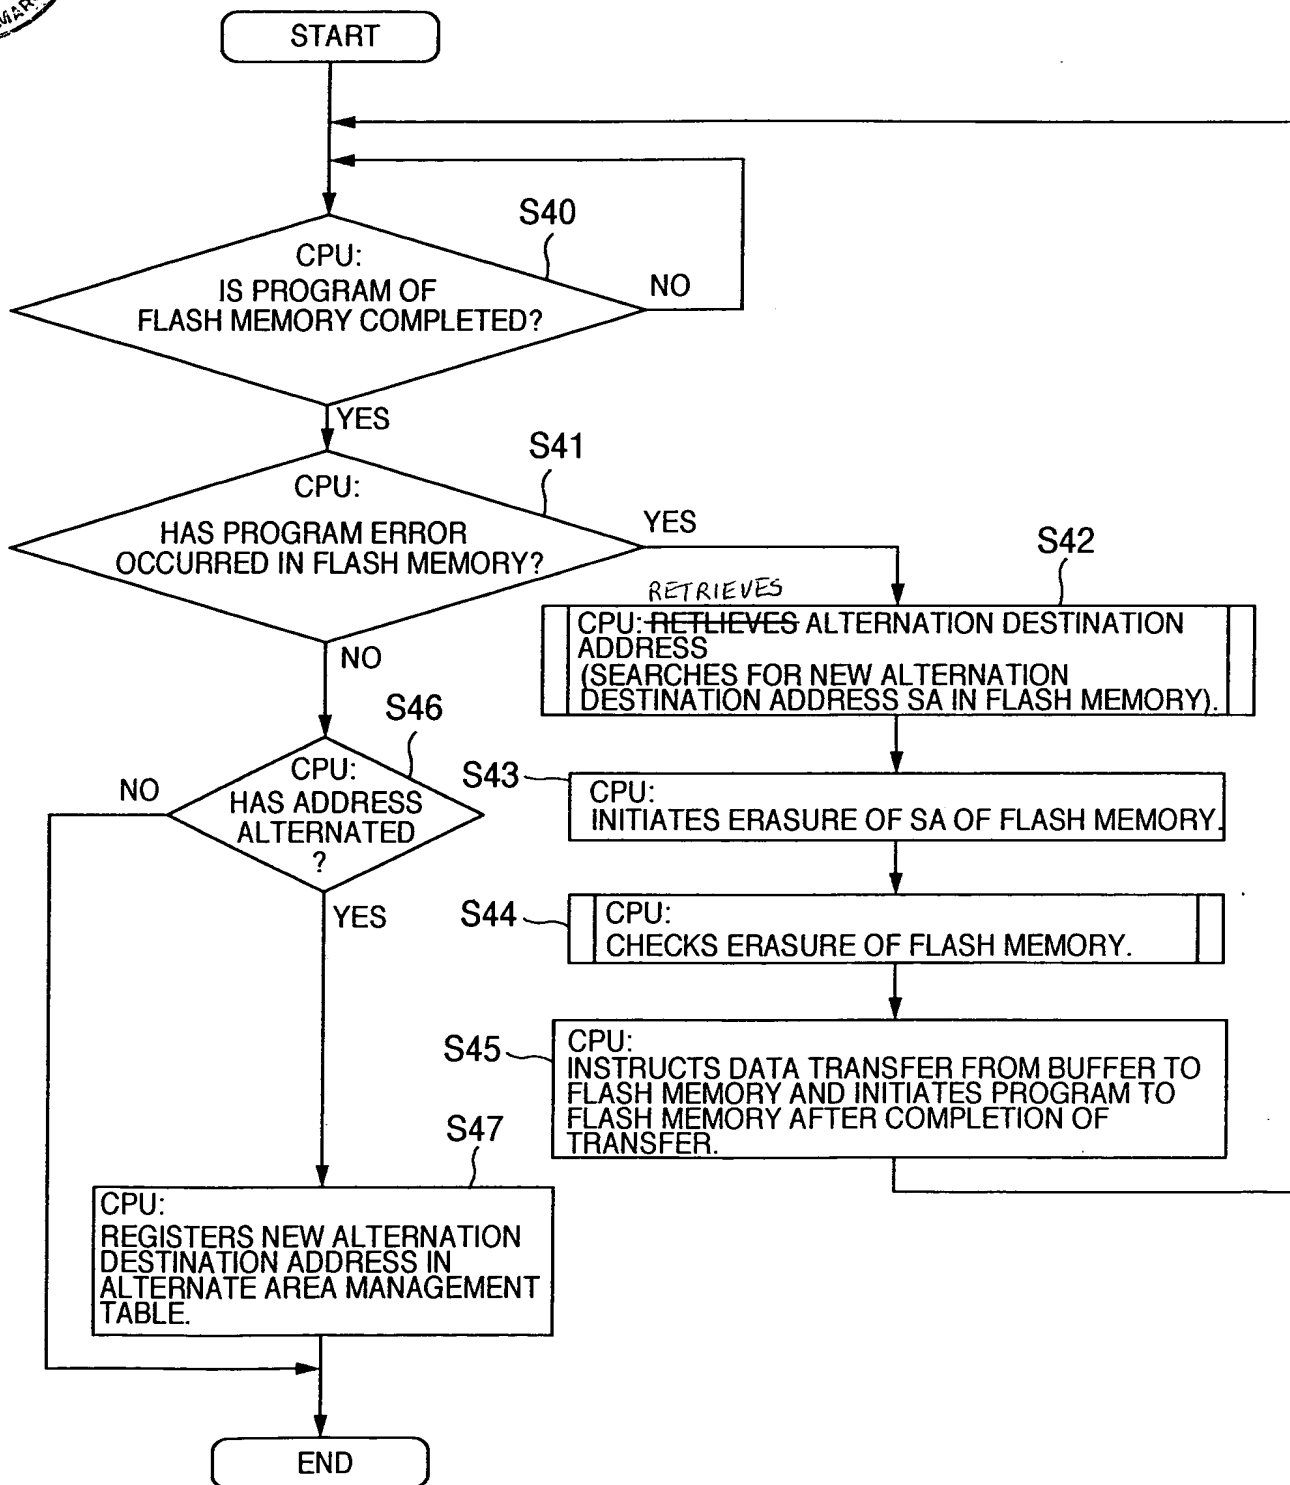 START
S40
CPU:
IS PROGRAM OF
FLASH MEMORY COMPLETED?
NO
YES
S41
CPU:
HAS PROGRAM ERROR
OCCURRED IN FLASH MEMORY?
YES
NO
S42
RETRIEVES
CPU: RETLIEVES ALTERNATION DESTINATION
ADDRESS
(SEARCHES FOR NEW ALTERNATION
DESTINATION ADDRESS SA IN FLASH MEMORY).
S43
CPU:
INITIATES ERASURE OF SA OF FLASH MEMORY.
S44
CPU:
CHECKS ERASURE OF FLASH MEMORY.
S45
CPU:
INSTRUCTS DATA TRANSFER FROM BUFFER TO
FLASH MEMORY AND INITIATES PROGRAM TO
FLASH MEMORY AFTER COMPLETION OF
TRANSFER.
S46
CPU:
HAS ADDRESS
ALTERNATED
?
NO
YES
S47
CPU:
REGISTERS NEW ALTERNATION
DESTINATION ADDRESS IN
ALTERNATE AREA MANAGEMENT
TABLE.
END